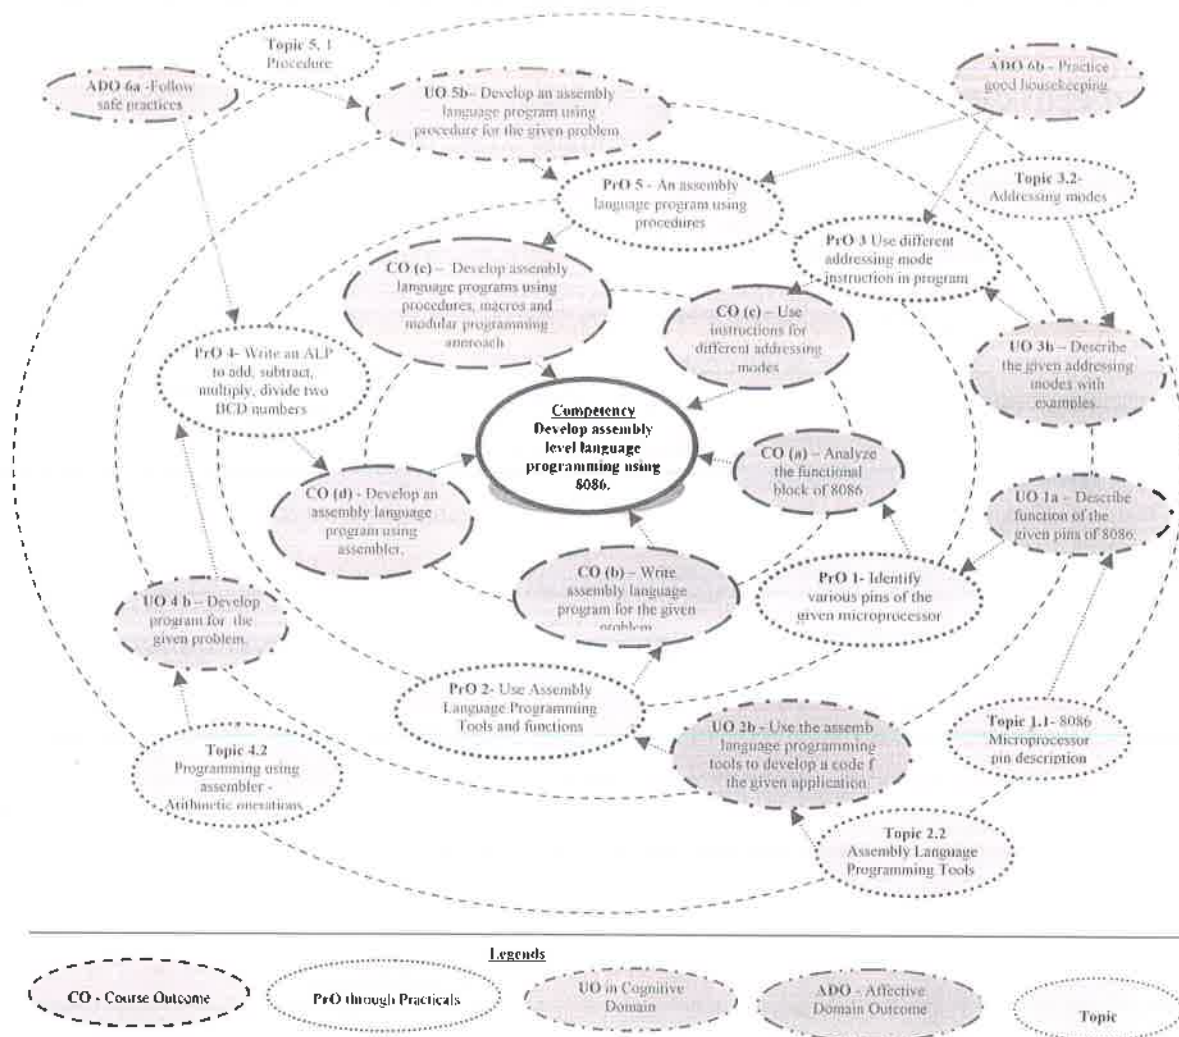 Topic 5. 1
Procedure
ADO 6a -Follow
safe practices
UO 5b– Develop an assembly
language program using
procedure for the given problem
ADO 6b - Practice
good housekeeping
PrO 5 - An assembly
language program using
procedures
Topic 3.2-
Addressing modes
PrO 3 Use different
addressing mode
instruction in program
CO (e) – Develop assembly
language programs using
procedures, macros and
modular programming
approach
CO (c) – Use
instructions for
different addressing
modes
UO 3b – Describe
the given addressing
modes with
examples.
PrO 4- Write an ALP
to add, subtract,
multiply, divide two
BCD numbers
Competency
Develop assembly
level language
programming using
8086.
CO (a) – Analyze
the functional
block of 8086
UO 1a – Describe
function of the
given pins of 8086.
CO (d) - Develop an
assembly language
program using
assembler.
CO (b) – Write
assembly language
program for the given
problem
PrO 1- Identify
various pins of the
given microprocessor
UO 4 b – Develop
program for the
given problem.
PrO 2- Use Assembly
Language Programming
Tools and functions
UO 2b - Use the assemb
language programming
tools to develop a code f
the given application
Topic 1.1- 8086
Microprocessor
pin description
Topic 4.2
Programming using
assembler -
Arithmetic operations
Topic 2.2
Assembly Language
Programming Tools
Legends
CO - Course Outcome
PrO through Practicals
UO in Cognitive
Domain
ADO - Affective
Domain Outcome
Topic